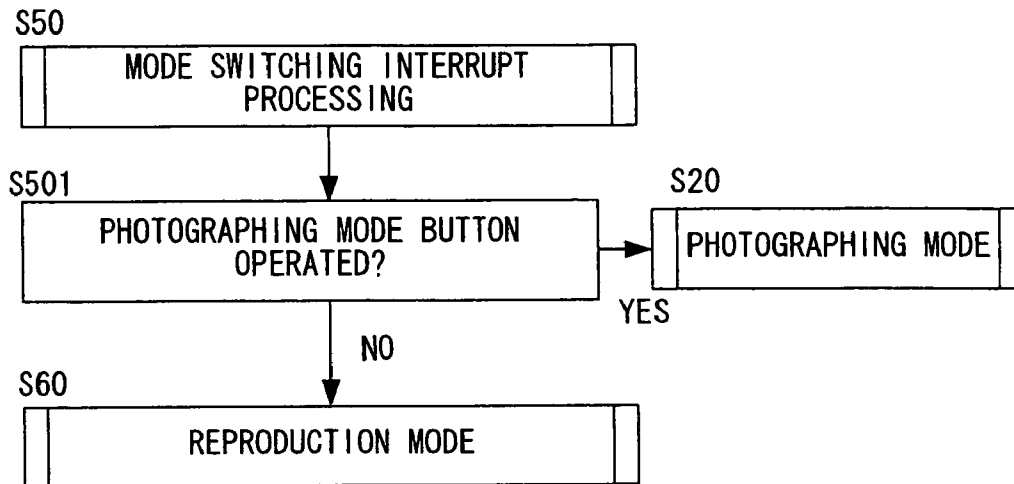 S50
MODE SWITCHING INTERRUPT
PROCESSING
S501
PHOTOGRAPHING MODE BUTTON
OPERATED?
S20
PHOTOGRAPHING MODE
YES
NO
S60
REPRODUCTION MODE